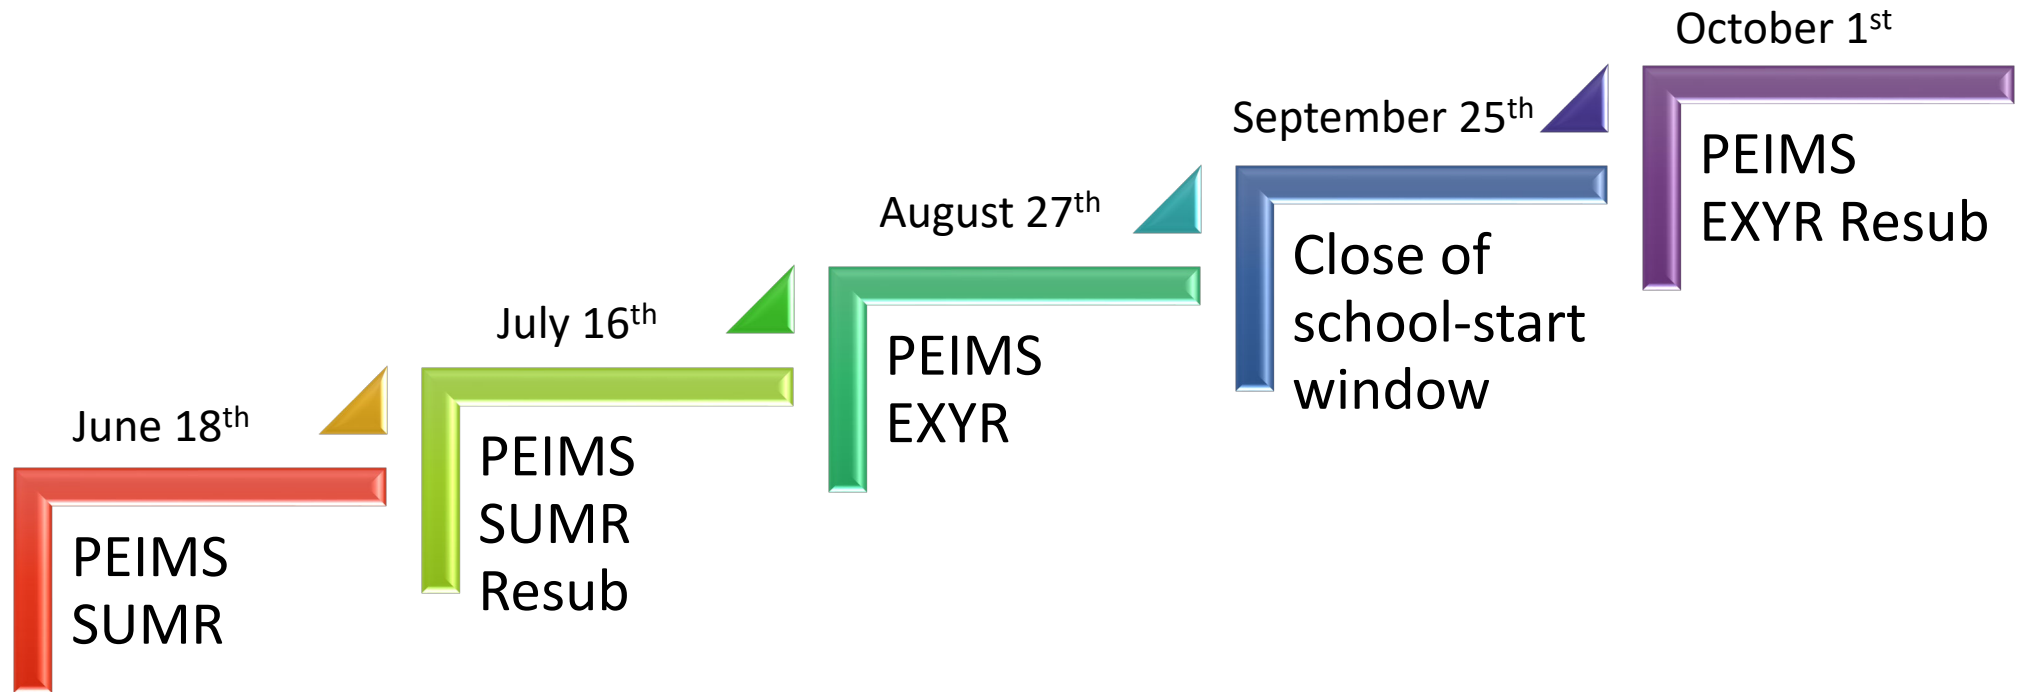 June 18th
PEIMS
SUMR
July 16th
PEIMS
SUMR
Resub
August 27th
PEIMS
EXYR
September 25th
Close of
school-start
window
October 1st
PEIMS
EXYR Resub